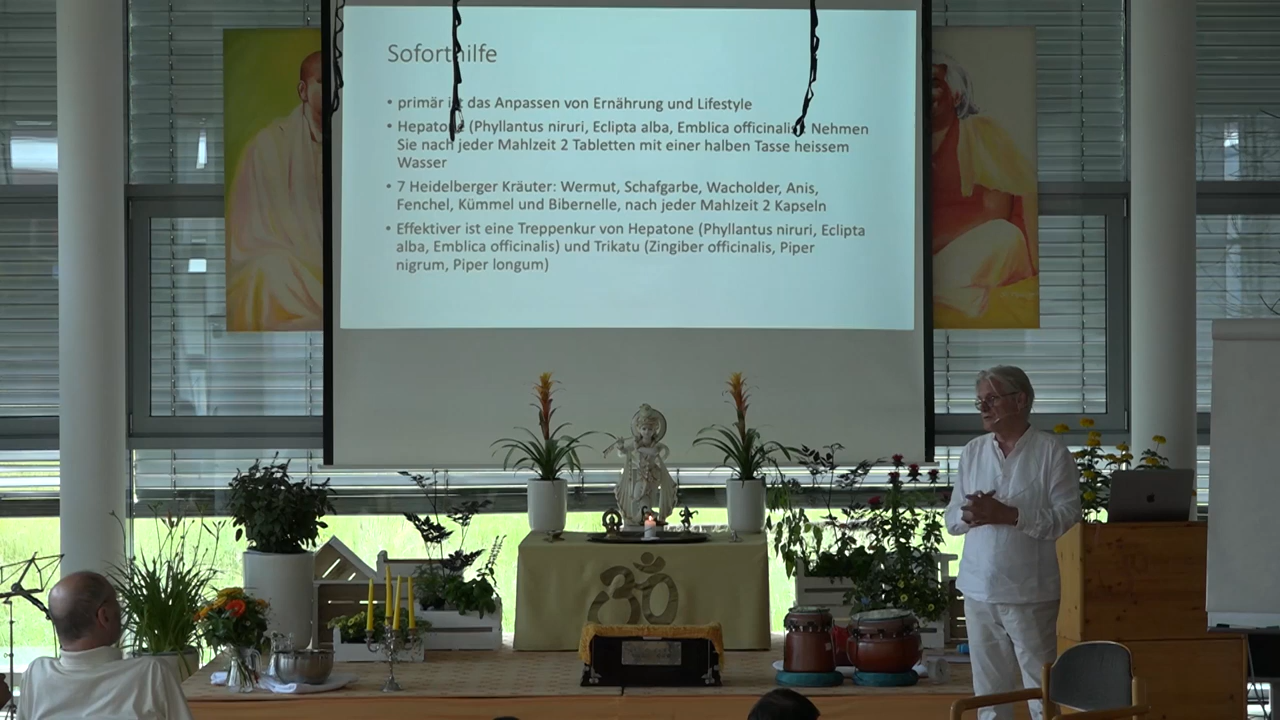 Soforthilfe
• primär ist das Anpassen von Ernährung und Lifestyle
• Hepatone (Phyllantus niruri, Eclipta alba, Emblica officinalis): Nehmen
Sie nach jeder Mahlzeit 2 Tabletten mit einer halben Tasse heissem
Wasser
• 7 Heidelberger Kräuter: Wermut, Schafgarbe, Wacholder, Anis,
Fenchel, Kümmel und Bibernelle, nach jeder Mahlzeit 2 Kapseln
• Effektiver ist eine Treppenkur von Hepatone (Phyllantus niruri, Eclipta
alba, Emblica officinalis) und Trikatu (Zingiber officinalis, Piper
nigrum, Piper longum)
ॐ